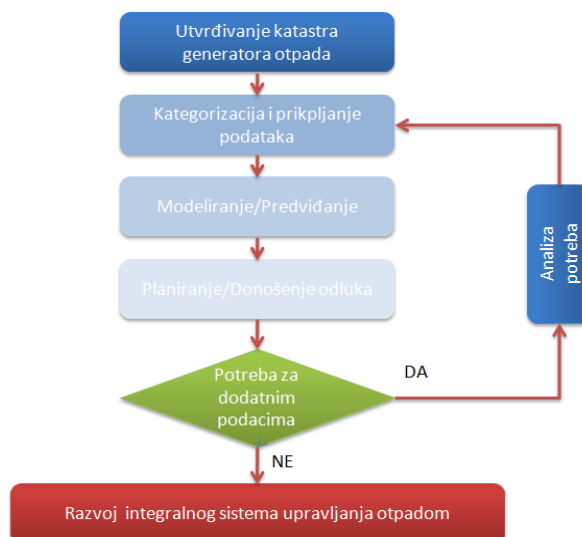 Utvrđivanje katastra
generatora otpada
Kategorizacija i prikpljanje
podataka
Modeliranje/Predviđanje
Planiranje/Donošenje odluka
Potreba za
dodatnim
podacima
DA
Analiza
potreba
NE
Razvoj integralnog sistema upravljanja otpadom